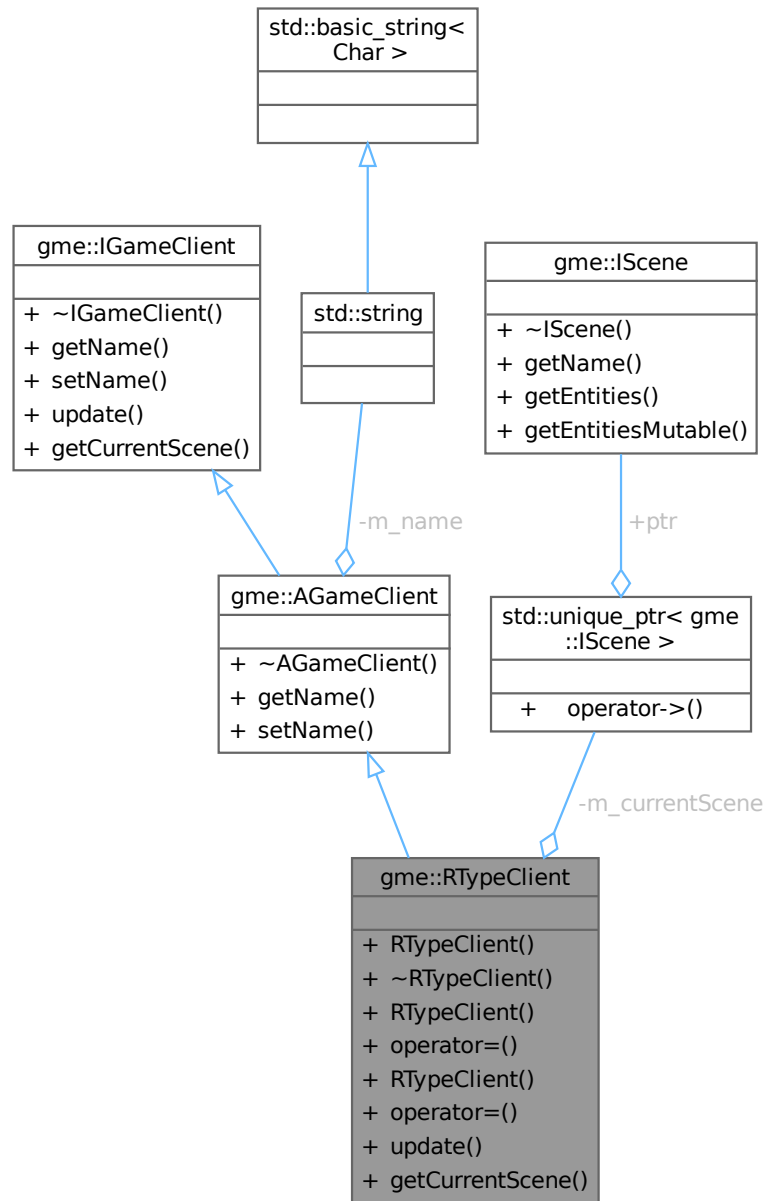 std::basic_string<
Char >
gme::IGameClient
+ ~IGameClient()
+ getName()
+ setName()
+ update()
+ getCurrentScene()
std::string
gme::IScene
+ ~IScene()
+ getName()
+ getEntities()
+ getEntitiesMutable()
-m_name
+ptr
gme::AGameClient
+ ~AGameClient()
+ getName()
+ setName()
std::unique_ptr< gme
::IScene >
+ operator->()
-m_currentScene
gme::RTypeClient
+ RTypeClient()
+ ~RTypeClient()
+ RTypeClient()
+ operator=()
+ RTypeClient()
+ operator=()
+ update()
+ getCurrentScene()